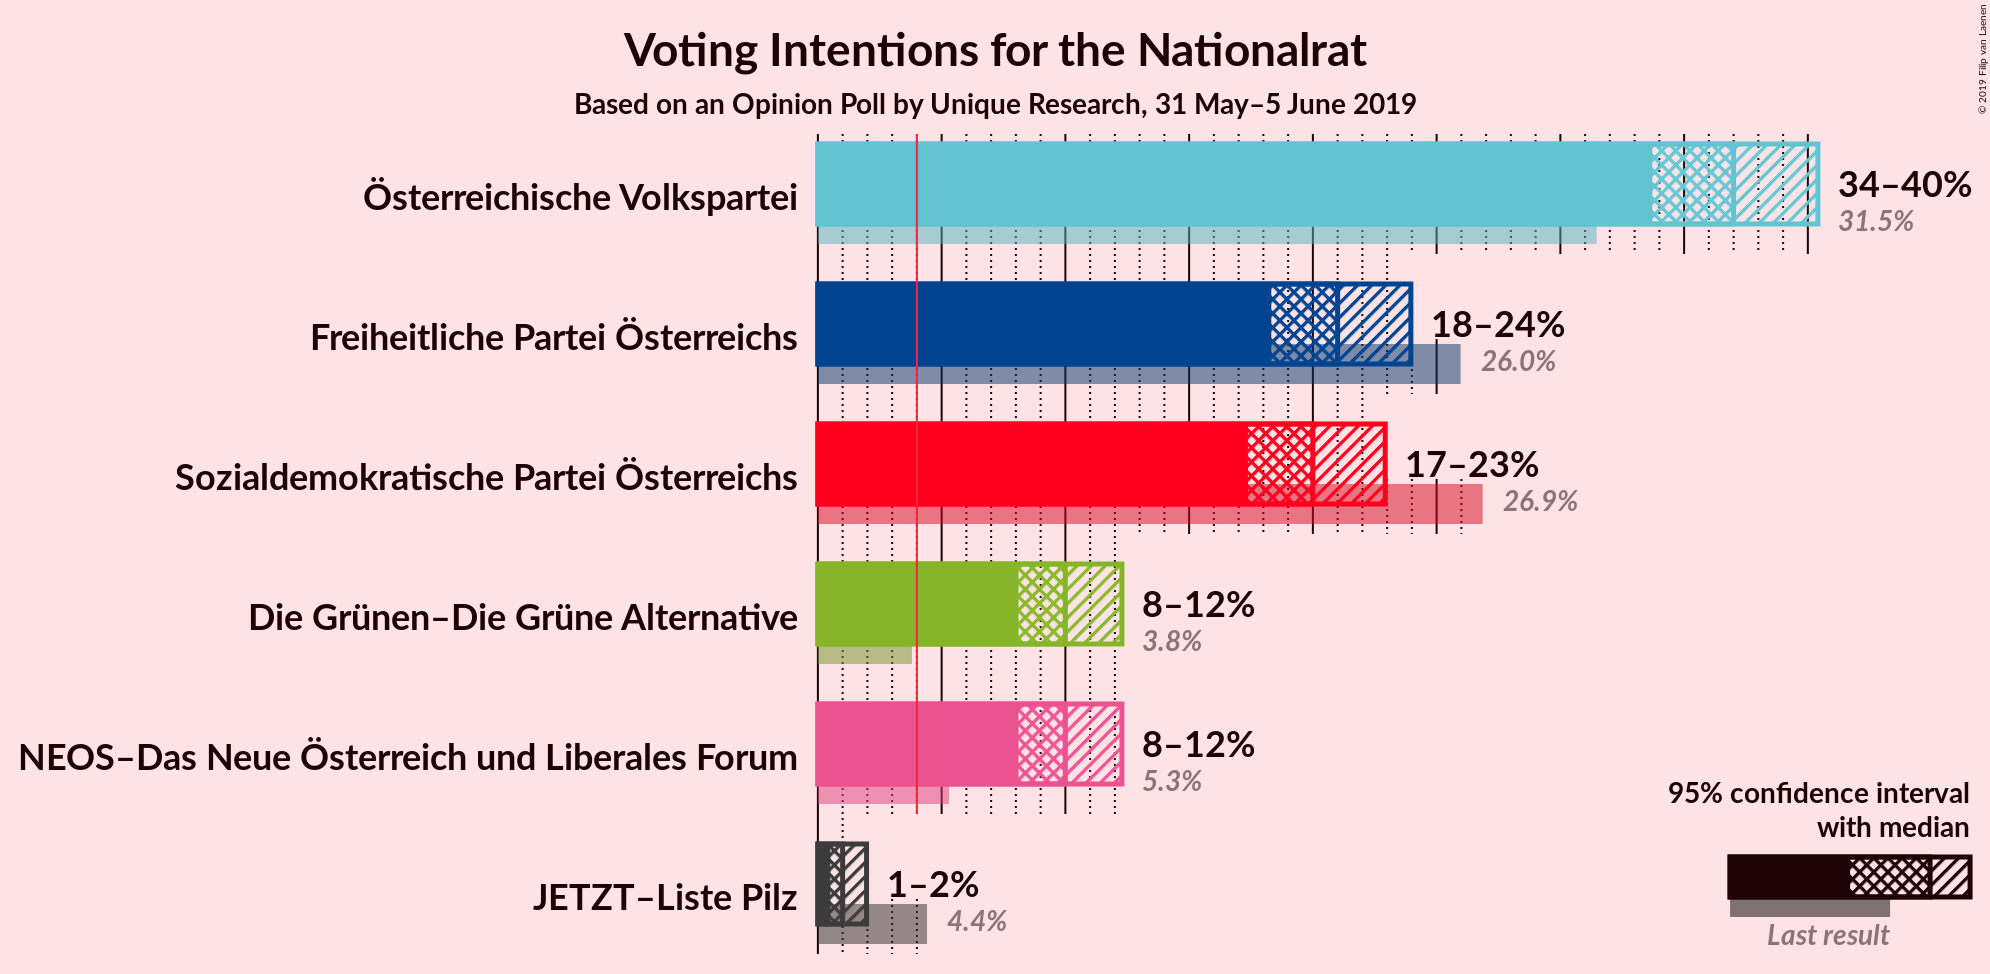 Voting Intentions for the Nationalrat
Based on an Opinion Poll by Unique Research, 31 May–5 June 2019
© 2019 Filip van Laenen
Österreichische Volkspartei
34–40%
31.5%
Freiheitliche Partei Österreichs
18–24%
26.0%
Sozialdemokratische Partei Österreichs
17–23%
26.9%
Die Grünen–Die Grüne Alternative
8–12%
3.8%
NEOS–Das Neue Österreich und Liberales Forum
8–12%
5.3%
JETZT–Liste Pilz
1–2%
4.4%
95% confidence interval
with median
Last result